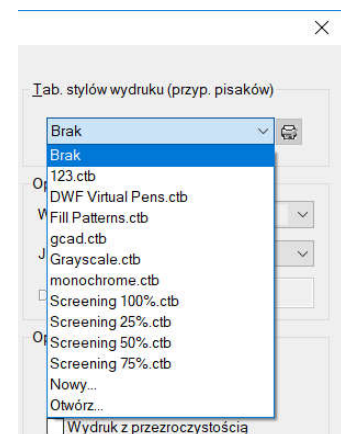 Tab. stylów wydruku (przyp. pisaków)
Brak
Brak
123.ctb
DWF Virtual Pens.ctb
Fill Patterns.ctb
gcad.ctb
Grayscale.ctb
monochrome.ctb
Screening 100%.ctb
Screening 25%.ctb
Screening 50%.ctb
Screening 75%.ctb
Nowy...
Otwórz...
Wydruk z przezroczystością